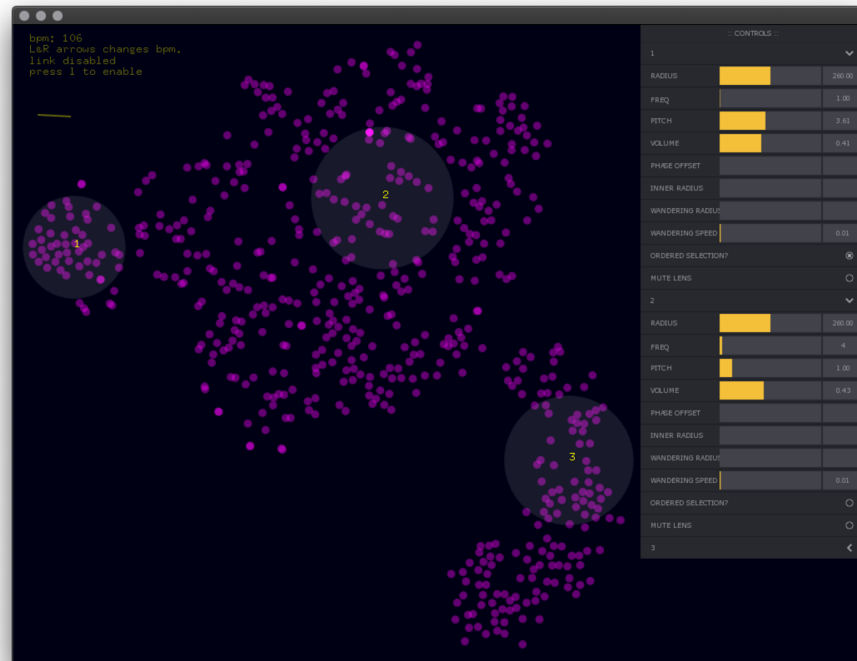 bpm: 106
L&R arrows changes bpm.
link disabled
press l to enable
:: CONTROLS ::
1
RADIUS 260.00
FREQ 1.00
PITCH 3.61
VOLUME 0.41
PHASE OFFSET
INNER RADIUS
WANDERING RADIUS
WANDERING SPEED 0.01
ORDERED SELECTION?
MUTE LENS
2
RADIUS 260.00
FREQ 4
PITCH 1.00
VOLUME 0.43
PHASE OFFSET
INNER RADIUS
WANDERING RADIUS
WANDERING SPEED 0.01
ORDERED SELECTION?
MUTE LENS
3
1
2
3